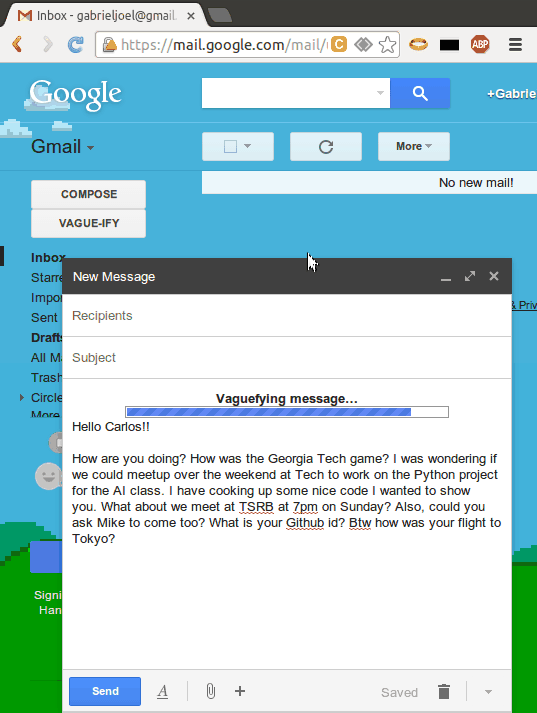 Inbox - gabrieljoel@gmail.
https://mail.google.com/mail/
C
ABP
Google
+Gabrie
Gmail
More
No new mail!
COMPOSE
VAGUE-IFY
Inbox
Starre
Impor
Sent
Drafts
All Ma
Trash
Circle
More
& Priv
New Message
Recipients
Subject
Vaguefying message...
Hello Carlos!!
How are you doing? How was the Georgia Tech game? I was wondering if
we could meetup over the weekend at Tech to work on the Python project
for the AI class. I have cooking up some nice code I wanted to show
you. What about we meet at TSRB at 7pm on Sunday? Also, could you
ask Mike to come too? What is your Github id? Btw how was your flight to
Tokyo?
Signi
Han
Send
A
Saved